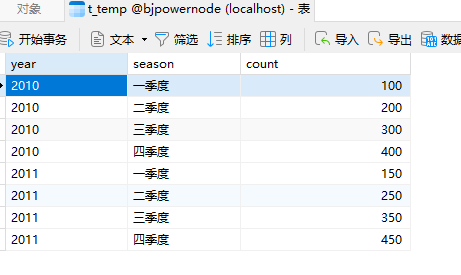 对象 t_temp @bjpowernode (localhost) - 表
开始事务 文本 筛选 排序 列 导入 导出 数据
year season count
2010 一季度 100
2010 二季度 200
2010 三季度 300
2010 四季度 400
2011 一季度 150
2011 二季度 250
2011 三季度 350
2011 四季度 450